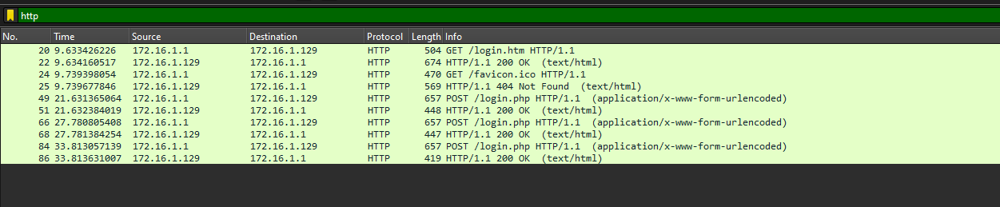 http
No. Time Source Destination Protocol Length Info
20 9.633426226 172.16.1.1 172.16.1.129 HTTP 504 GET /login.htm HTTP/1.1
22 9.634160517 172.16.1.129 172.16.1.1 HTTP 674 HTTP/1.1 200 OK (text/html)
24 9.739398054 172.16.1.1 172.16.1.129 HTTP 470 GET /favicon.ico HTTP/1.1
25 9.739677846 172.16.1.129 172.16.1.1 HTTP 569 HTTP/1.1 404 Not Found (text/html)
49 21.631365064 172.16.1.1 172.16.1.129 HTTP 657 POST /login.php HTTP/1.1 (application/x-www-form-urlencoded)
51 21.632384019 172.16.1.129 172.16.1.1 HTTP 448 HTTP/1.1 200 OK (text/html)
66 27.780805408 172.16.1.1 172.16.1.129 HTTP 657 POST /login.php HTTP/1.1 (application/x-www-form-urlencoded)
68 27.781384254 172.16.1.129 172.16.1.1 HTTP 447 HTTP/1.1 200 OK (text/html)
84 33.813057139 172.16.1.1 172.16.1.129 HTTP 657 POST /login.php HTTP/1.1 (application/x-www-form-urlencoded)
86 33.813631007 172.16.1.129 172.16.1.1 HTTP 419 HTTP/1.1 200 OK (text/html)